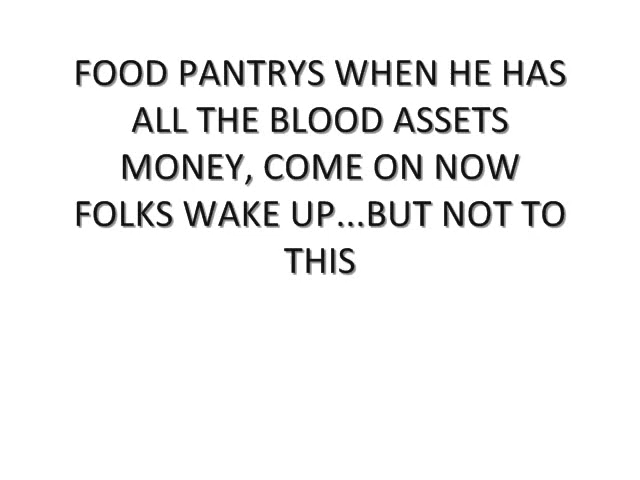 FOOD PANTRYS WHEN HE HAS
ALL THE BLOOD ASSETS
MONEY, COME ON NOW
FOLKS WAKE UP...BUT NOT TO
THIS